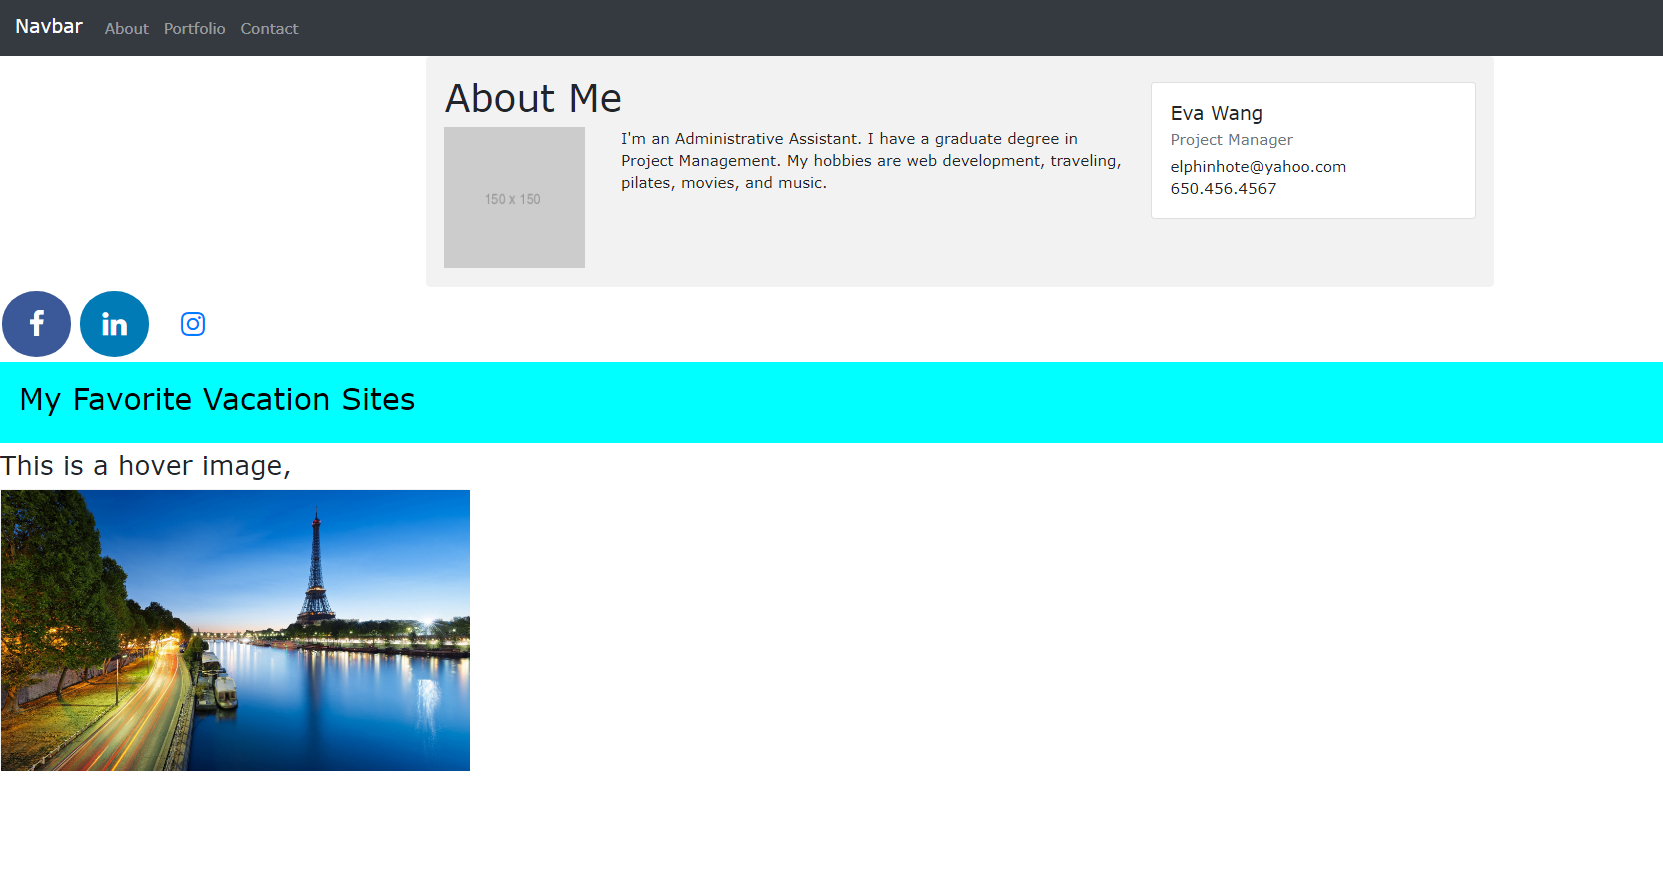 Navbar About Portfolio Contact
About Me
150 x 150
I'm an Administrative Assistant. I have a graduate degree in
Project Management. My hobbies are web development, traveling,
pilates, movies, and music.
Eva Wang
Project Manager
elphinhote@yahoo.com
650.456.4567
f in
My Favorite Vacation Sites
This is a hover image,